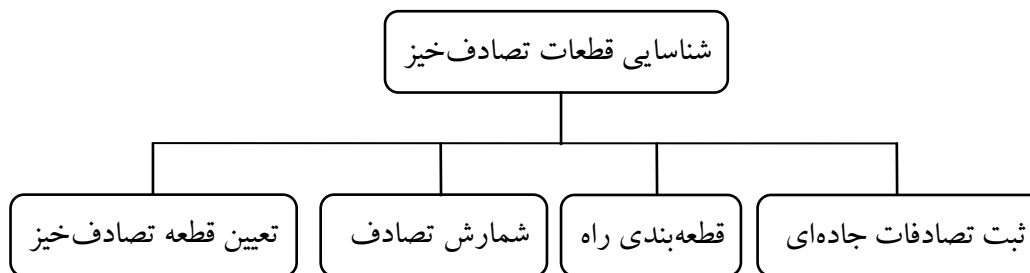 شناسایی قطعات تصادف‌خیز
ثبت تصادفات جاده‌ای
قطعه‌بندی راه
شمارش تصادف
تعیین قطعه تصادف‌خیز